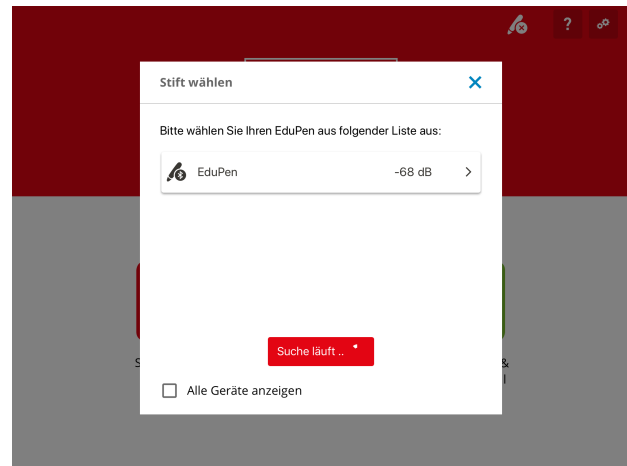 ?
Stift wählen
Bitte wählen Sie Ihren EduPen aus folgender Liste aus:
EduPen -68 dB
Suche läuft ..
S
&
l
Alle Geräte anzeigen